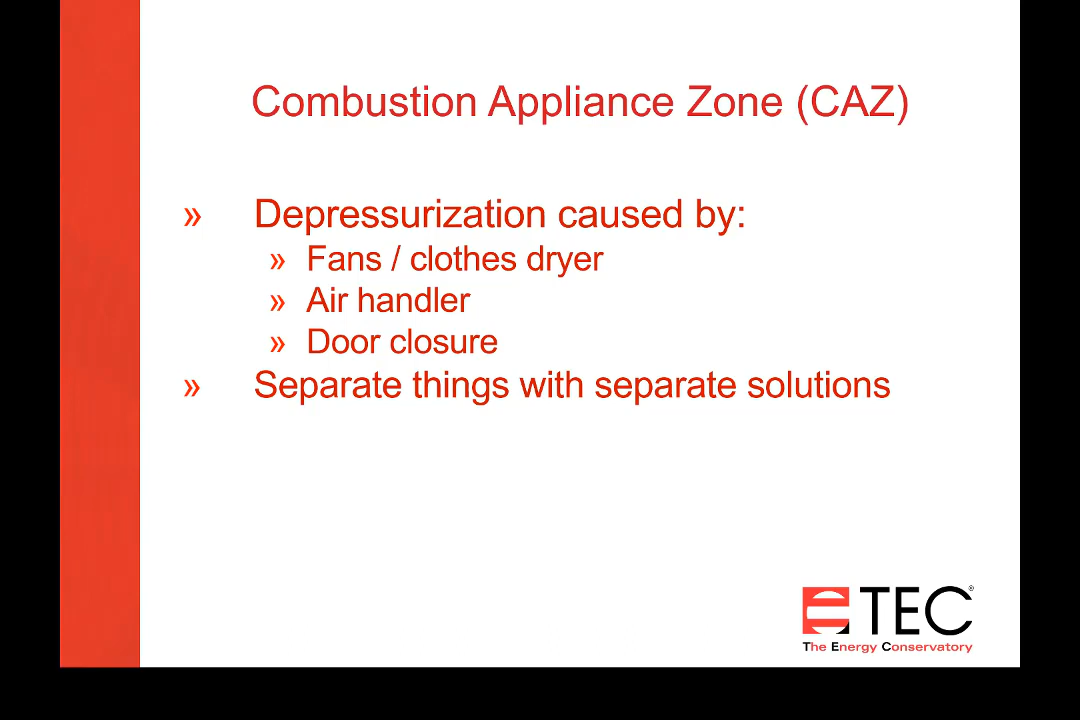 Combustion Appliance Zone (CAZ)
» Depressurization caused by:
» Fans / clothes dryer
» Air handler
» Door closure
» Separate things with separate solutions
TEC®
The Energy Conservatory